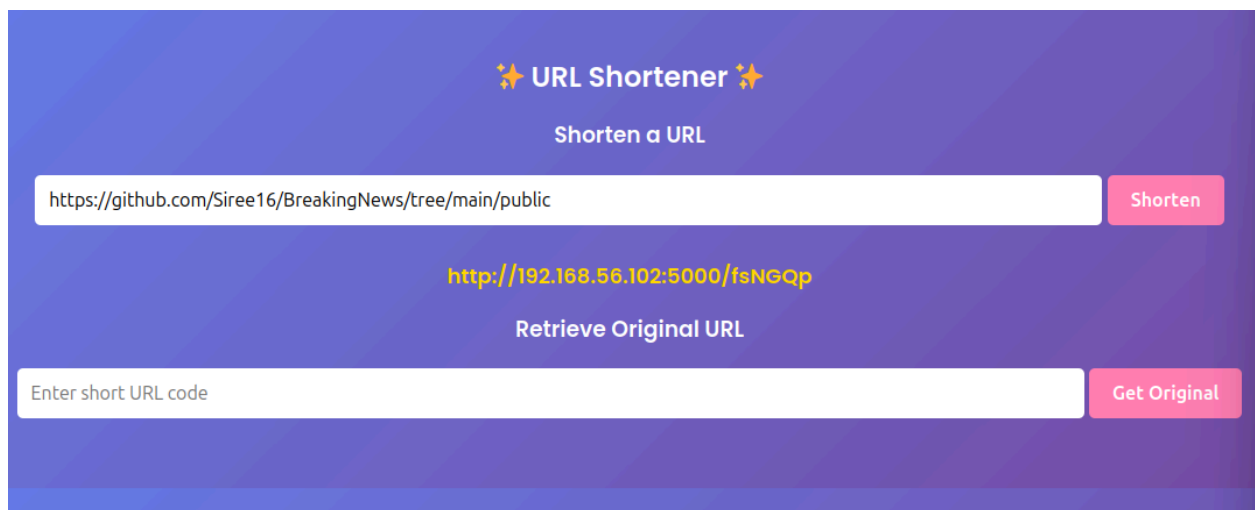 ✨ URL Shortener ✨
Shorten a URL
https://github.com/Siree16/BreakingNews/tree/main/public Shorten
http://192.168.56.102:5000/fsNGQp
Retrieve Original URL
Enter short URL code Get Original